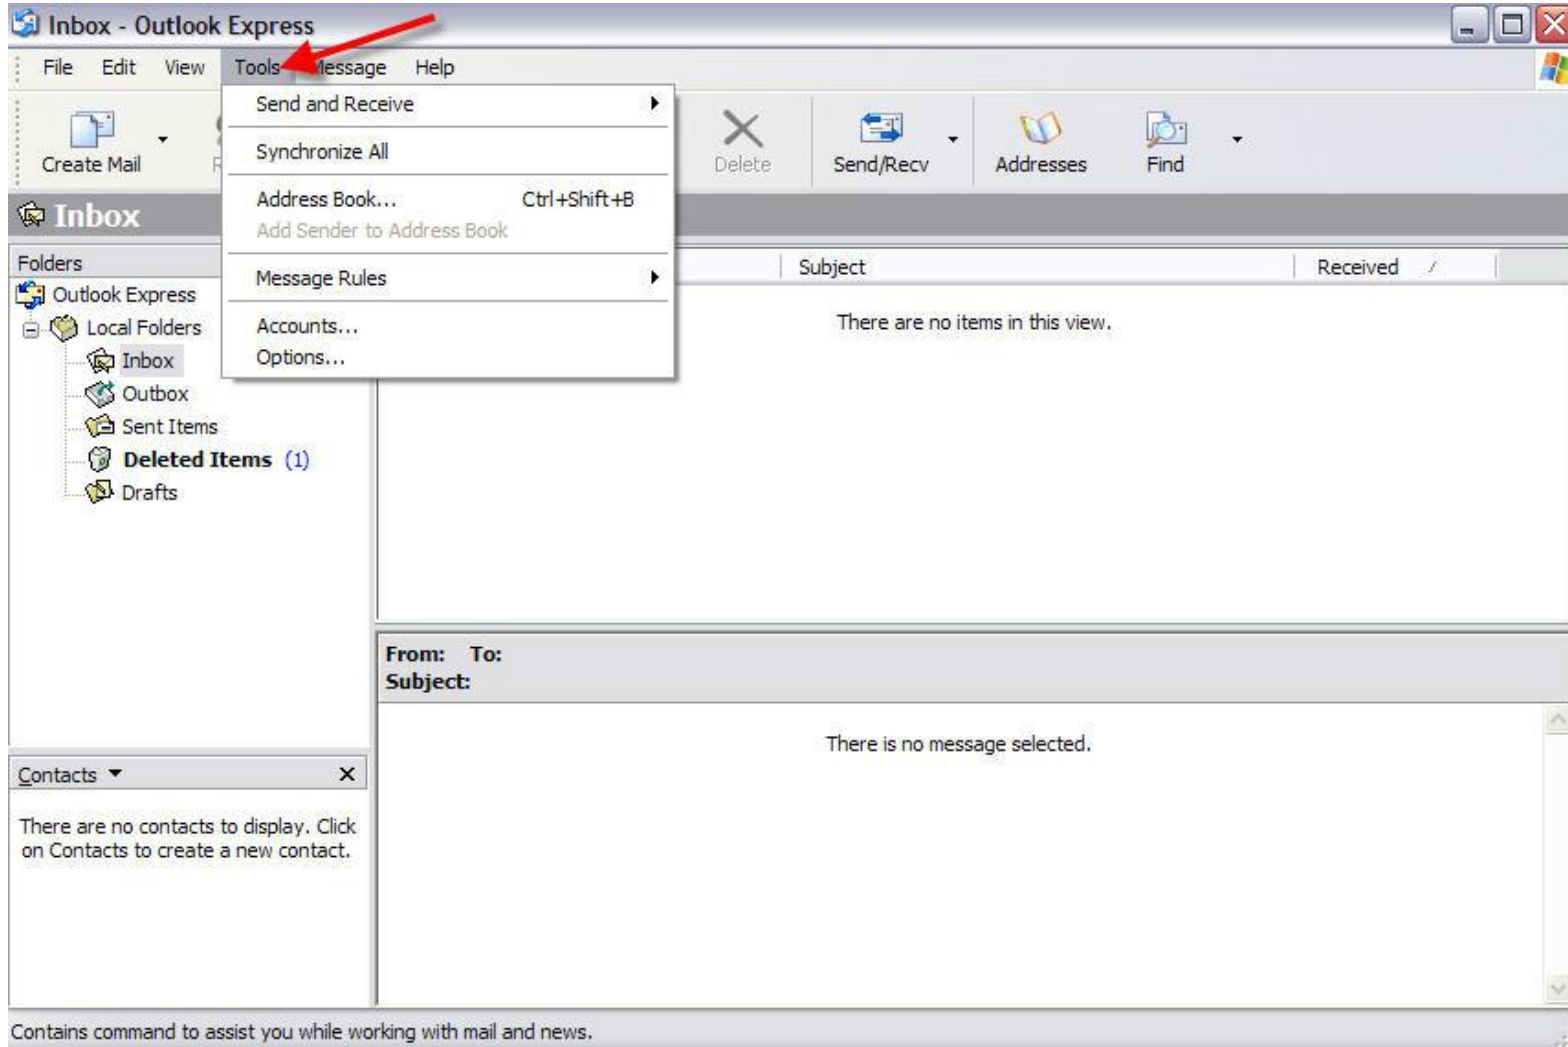 Inbox - Outlook Express
File Edit View Tools Message Help
Send and Receive
Synchronize All
Address Book... Ctrl+Shift+B
Add Sender to Address Book
Message Rules
Accounts...
Options...
Create Mail Delete Send/Recv Addresses Find
Inbox
Folders
Outlook Express
Local Folders
Inbox
Outbox
Sent Items
Deleted Items (1)
Drafts
Subject Received
There are no items in this view.
From: To:
Subject:
There is no message selected.
Contacts
There are no contacts to display. Click
on Contacts to create a new contact.
Contains command to assist you while working with mail and news.